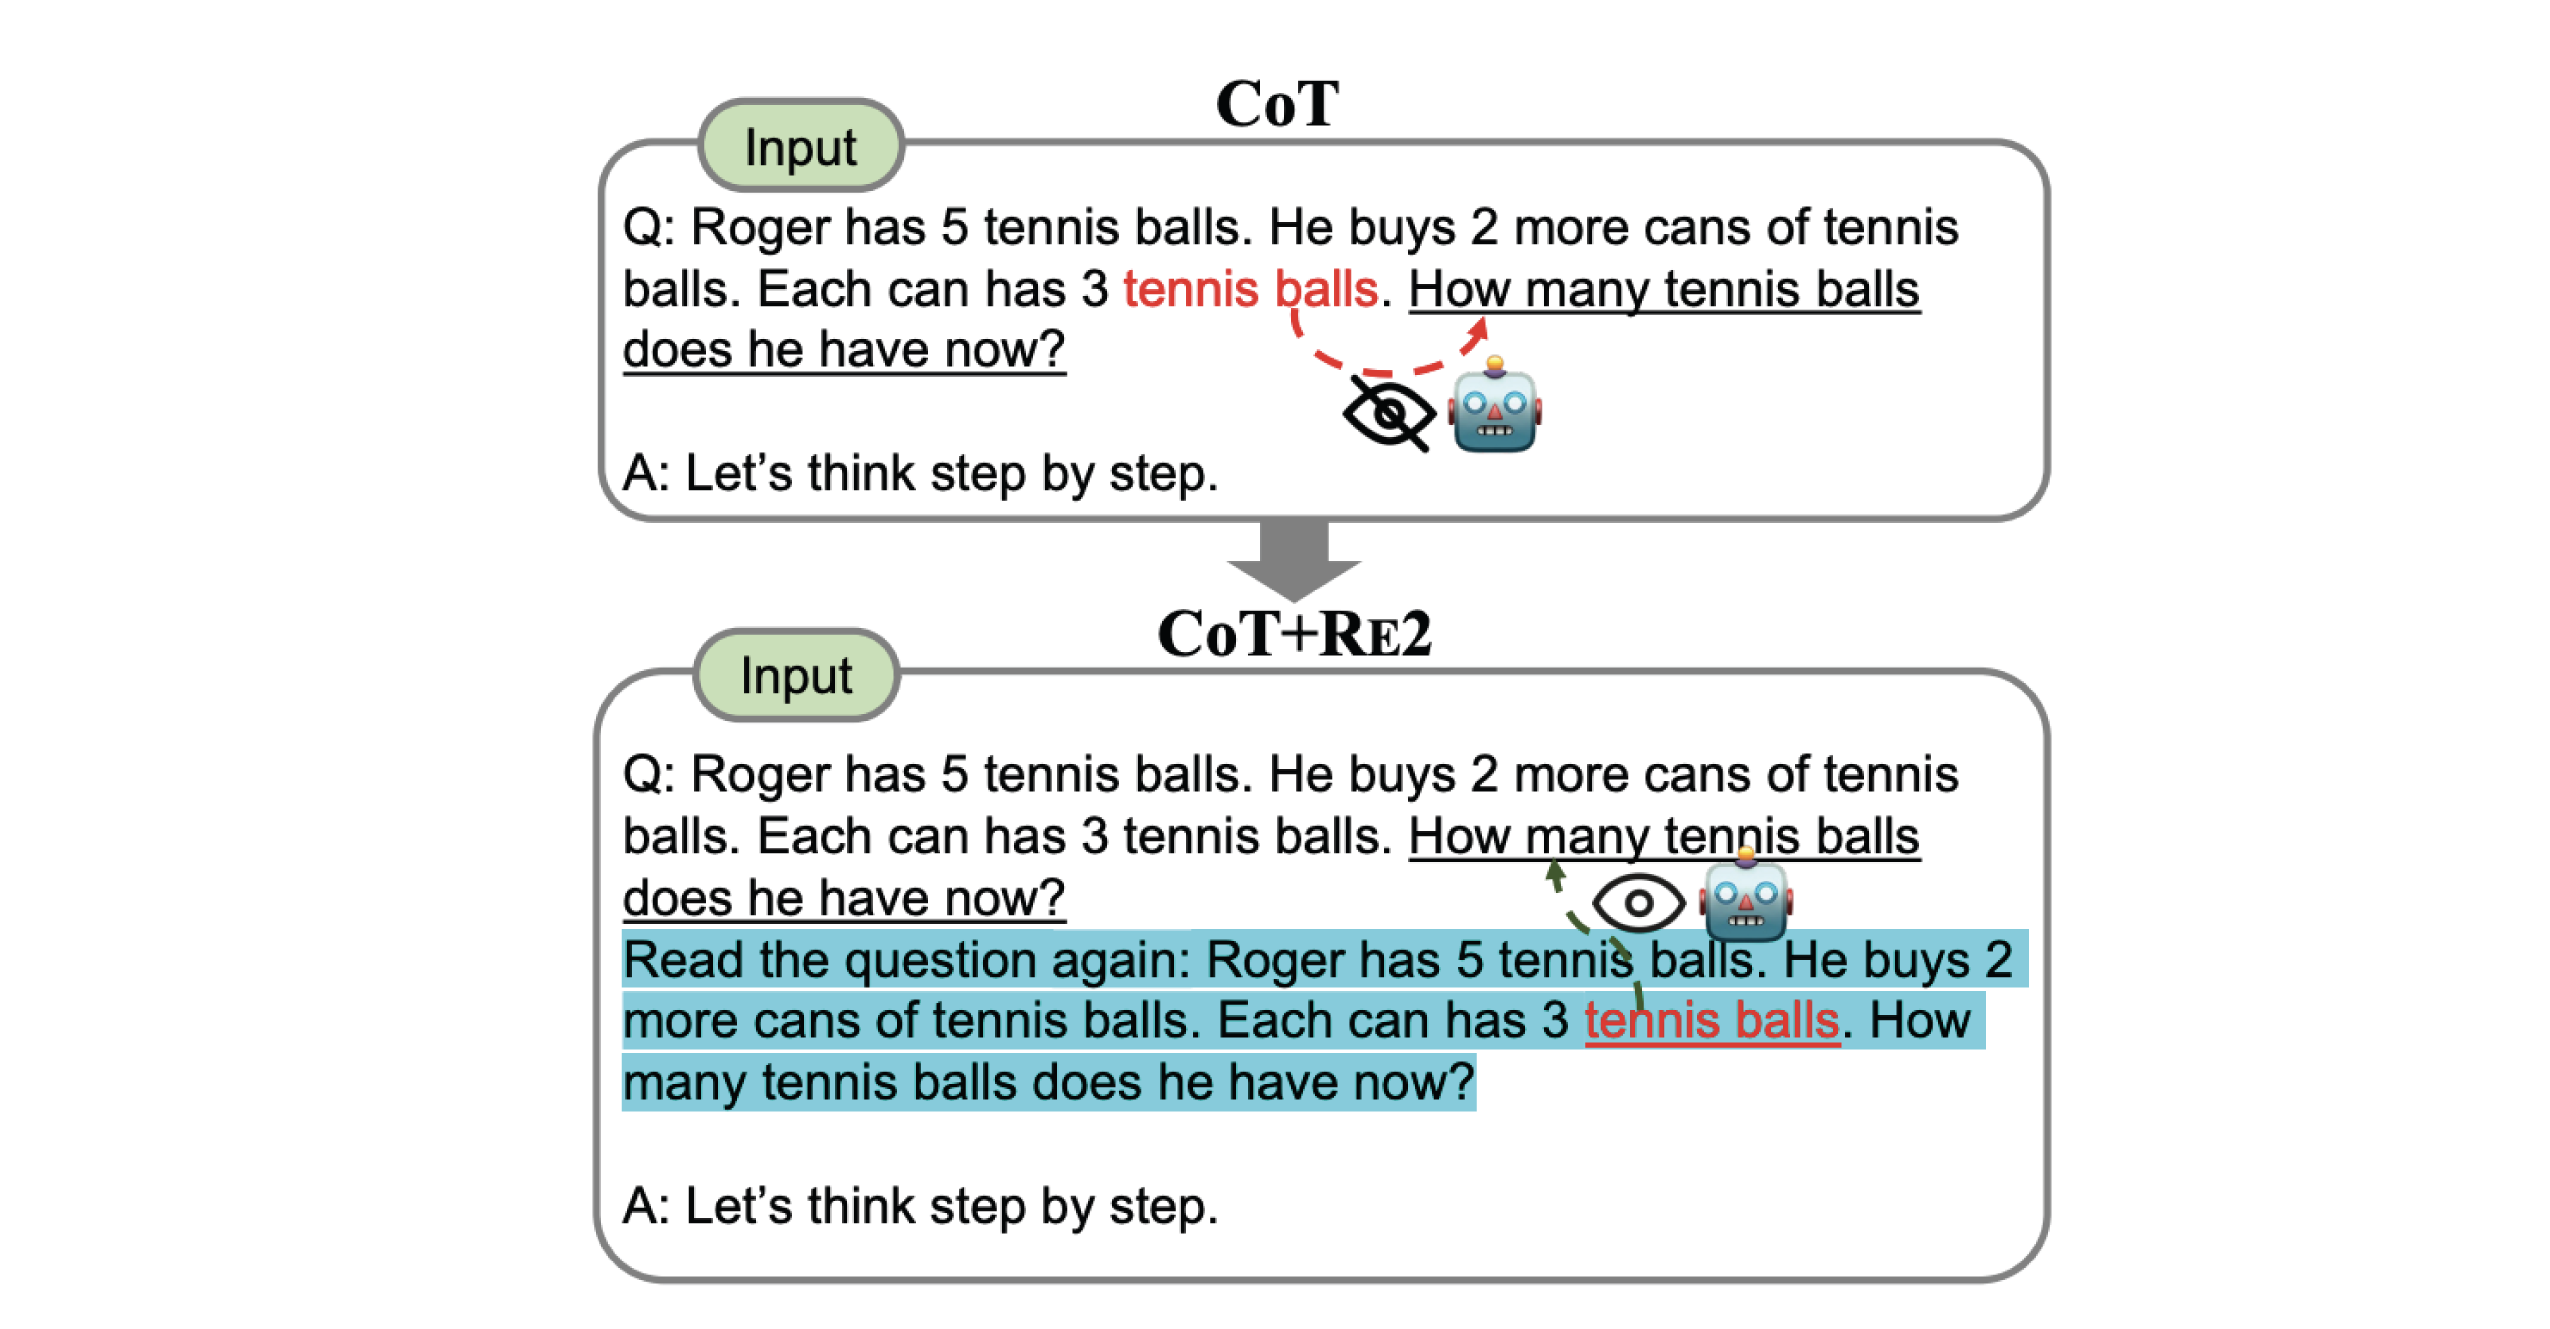 CoT
Input
Q: Roger has 5 tennis balls. He buys 2 more cans of tennis
balls. Each can has 3 tennis balls. How many tennis balls
does he have now?
A: Let’s think step by step.
CoT+RE2
Input
Q: Roger has 5 tennis balls. He buys 2 more cans of tennis
balls. Each can has 3 tennis balls. How many tennis balls
does he have now?
Read the question again: Roger has 5 tennis balls. He buys 2
more cans of tennis balls. Each can has 3 tennis balls. How
many tennis balls does he have now?
A: Let’s think step by step.